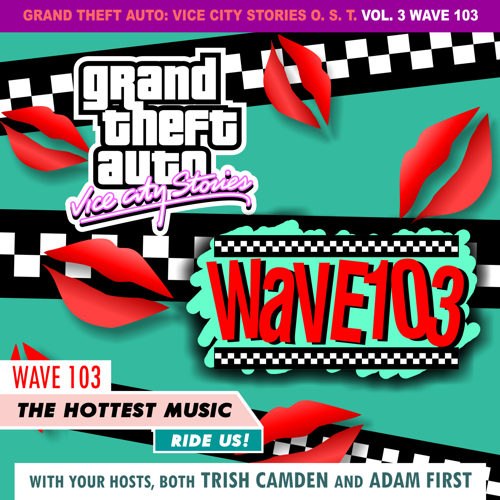 GRAND THEFT AUTO: VICE CITY STORIES O. S. T. VOL. 3 WAVE 103
grand
theft
auto
Vice City Stories
WaVE103
WAVE 103
THE HOTTEST MUSIC
RIDE US!
WITH YOUR HOSTS, BOTH TRISH CAMDEN AND ADAM FIRST